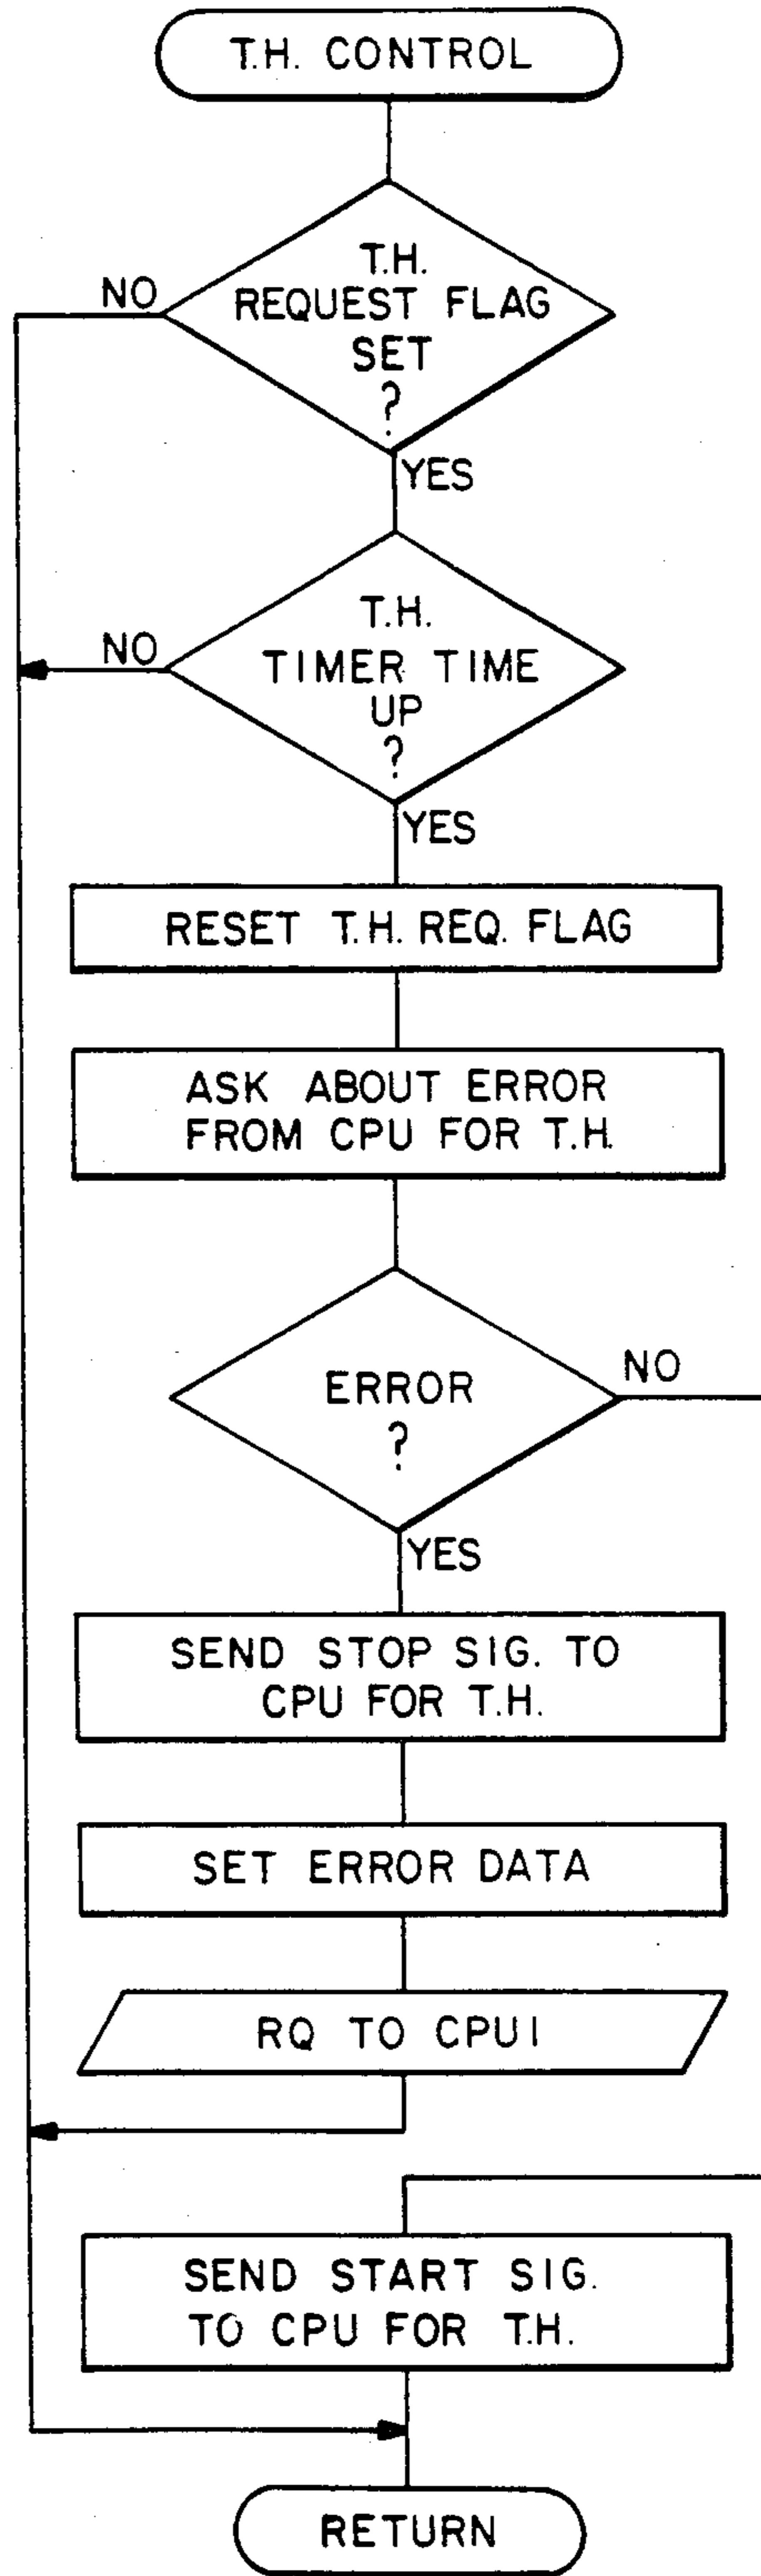 T.H. CONTROL
T.H.
REQUEST FLAG
SET
?
NO
YES
T.H.
TIMER TIME
UP
?
NO
YES
RESET T.H. REQ. FLAG
ASK ABOUT ERROR
FROM CPU FOR T.H.
ERROR
?
NO
YES
SEND STOP SIG. TO
CPU FOR T.H.
SET ERROR DATA
RQ TO CPU1
SEND START SIG.
TO CPU FOR T.H.
RETURN